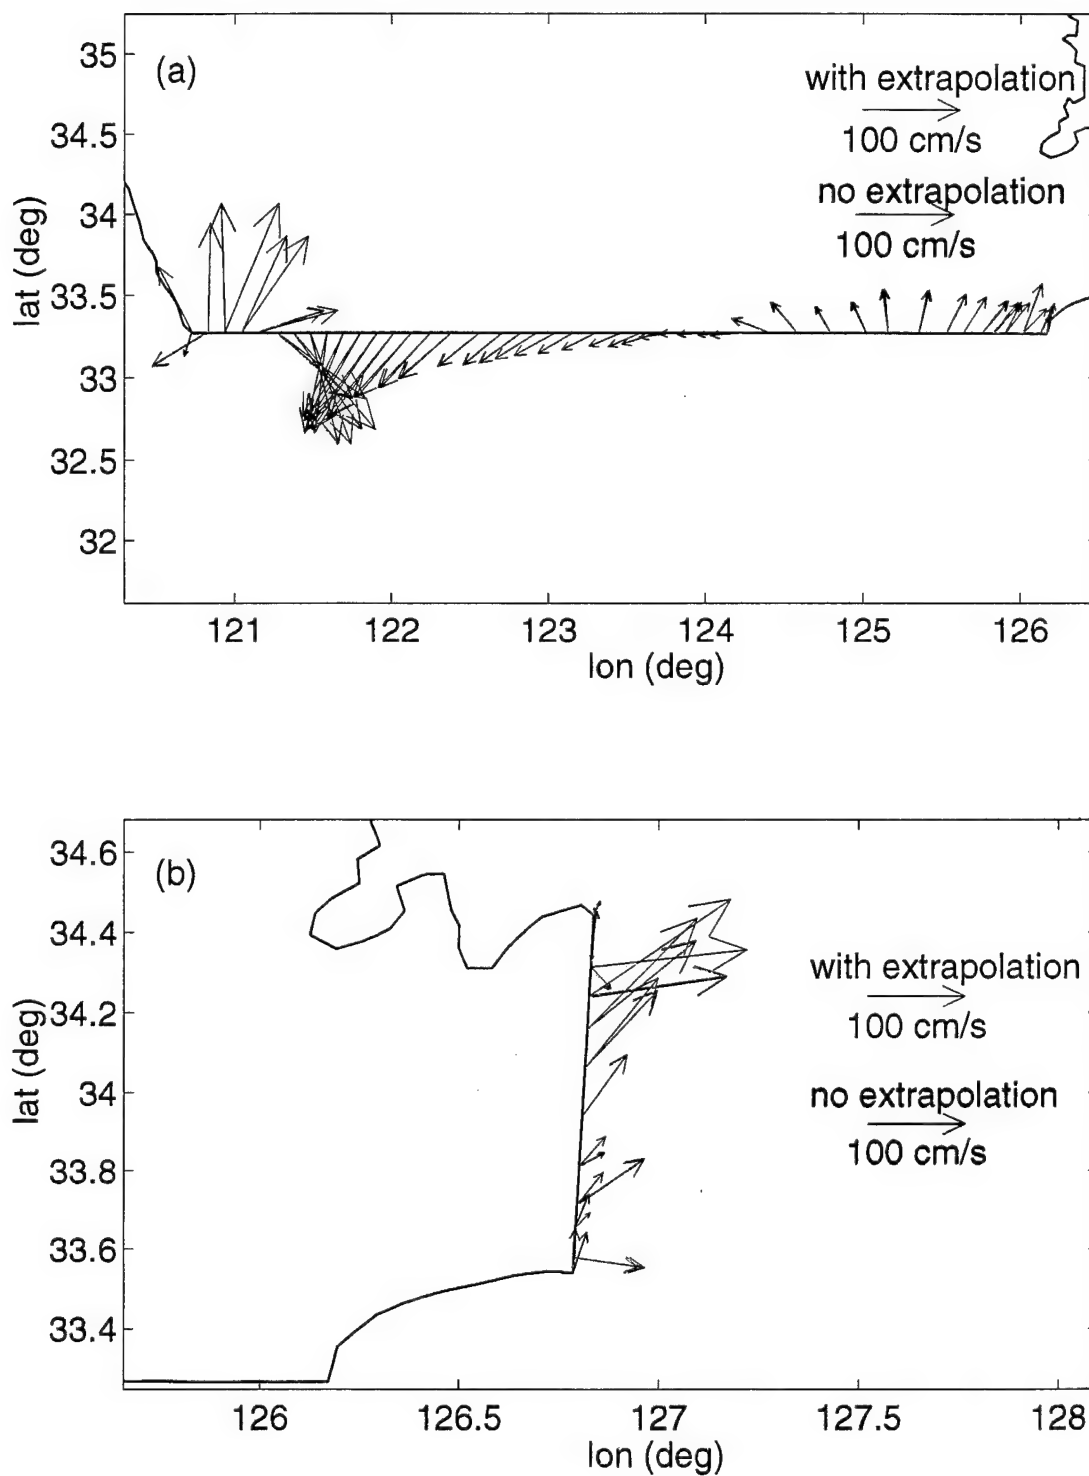 (a)
with extrapolation
100 cm/s
no extrapolation
100 cm/s
35
34.5
34
33.5
33
32.5
32
lat (deg)
121 122 123 124 125 126
lon (deg)
(b)
with extrapolation
100 cm/s
no extrapolation
100 cm/s
34.6
34.4
34.2
34
33.8
33.6
33.4
lat (deg)
126 126.5 127 127.5 128
lon (deg)